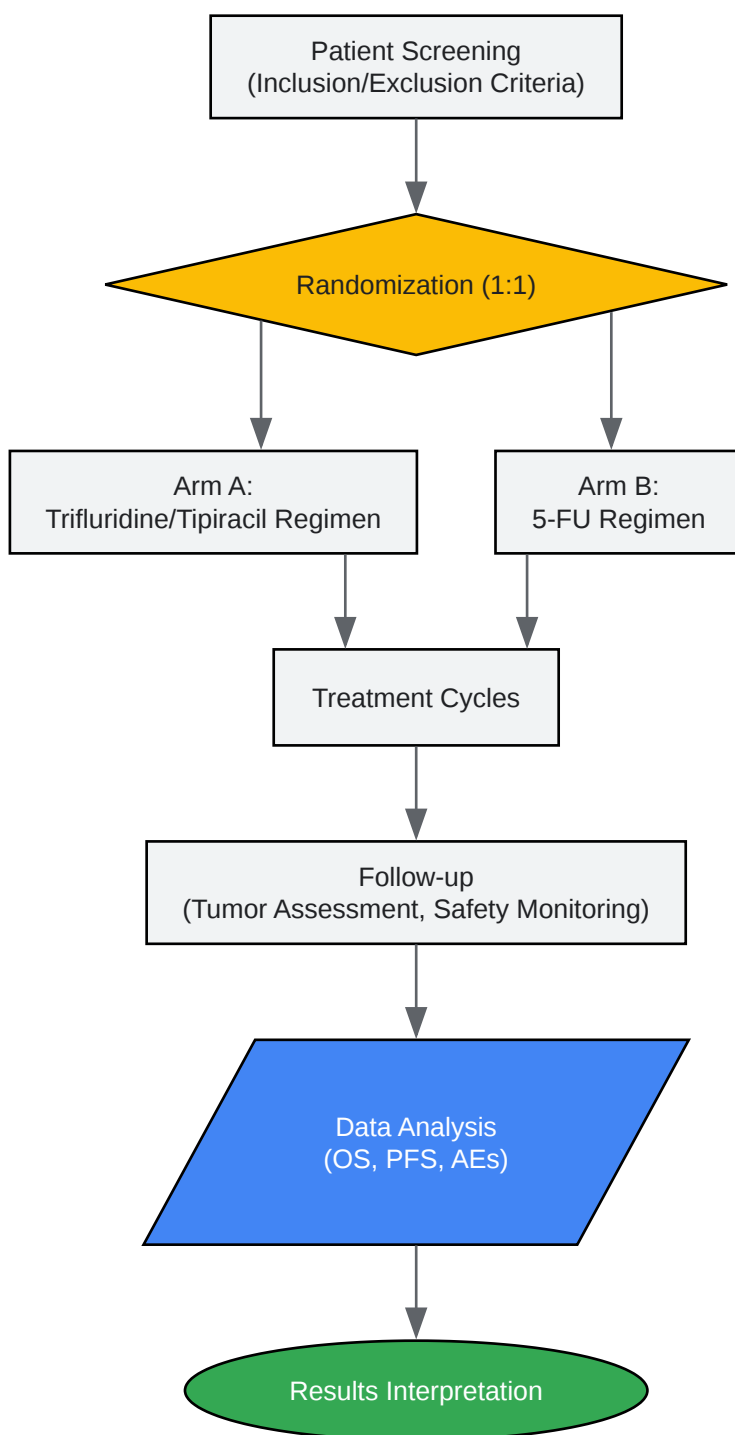 Patient Screening
(Inclusion/Exclusion Criteria)
Randomization (1:1)
Arm A:
Trifluridine/Tipiracil Regimen
Arm B:
5-FU Regimen
Treatment Cycles
Follow-up
(Tumor Assessment, Safety Monitoring)
Data Analysis
(OS, PFS, AEs)
Results Interpretation